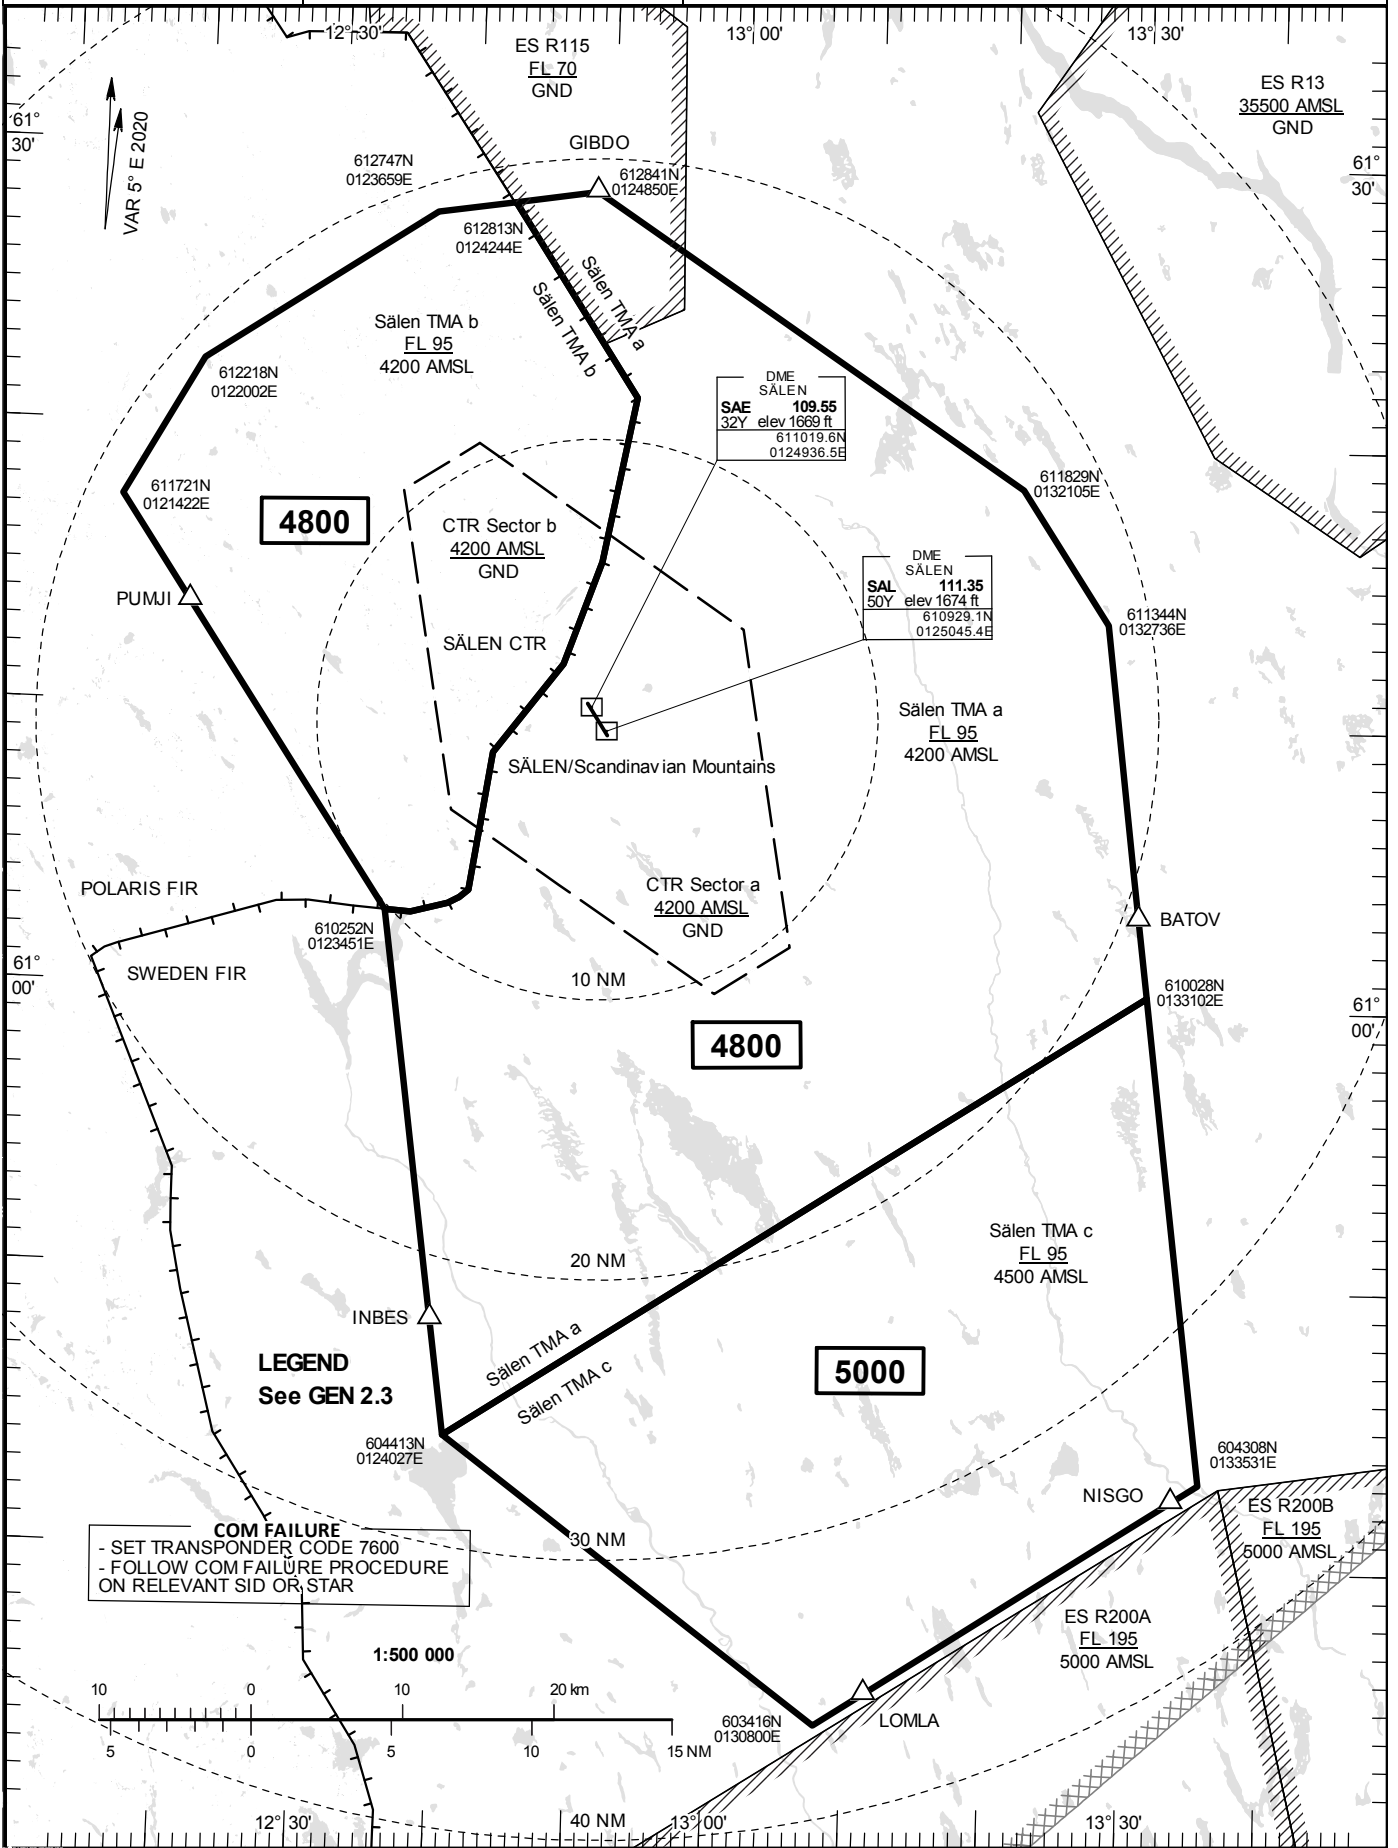 12°30'
13°00'
13°30'
ES R115
FL 70
GND
ES R13
35500 AMSL
GND
61°
30'
61°
30'
VAR 5° E 2020
GIBDO
612747N
0123659E
612841N
0124850E
612813N
0124244E
Sälen TMA a
Sälen TMA b
Sälen TMA b
FL 95
4200 AMSL
612218N
0122002E
DME
SÄLEN
SAE 109.55
32Y elev 1669 ft
611019.6N
0124936.5E
611721N
0121422E
611829N
0132105E
4800
CTR Sector b
4200 AMSL
GND
DME
SÄLEN
SAL 111.35
50Y elev 1674 ft
610929.1N
0125045.4E
PUMJI
611344N
0132736E
SÄLEN CTR
Sälen TMA a
FL 95
4200 AMSL
SÄLEN/Scandinavian Mountains
POLARIS FIR
CTR Sector a
4200 AMSL
GND
610252N
0123451E
BATOV
61°
00'
SWEDEN FIR
10 NM
610028N
0133102E
61°
00'
4800
Sälen TMA c
FL 95
4500 AMSL
20 NM
INBES
Sälen TMA a
Sälen TMA c
LEGEND
See GEN 2.3
5000
604413N
0124027E
604308N
0133531E
NISGO
ES R200B
FL 195
5000 AMSL
COM FAILURE
- SET TRANSPONDER CODE 7600
- FOLLOW COM FAILURE PROCEDURE
ON RELEVANT SID OR STAR
30 NM
ES R200A
FL 195
5000 AMSL
1:500 000
10 0 10 20 km
5 0 5 10 15 NM
603416N
0130800E
LOMLA
12°30'
40 NM
13°00'
13°30'